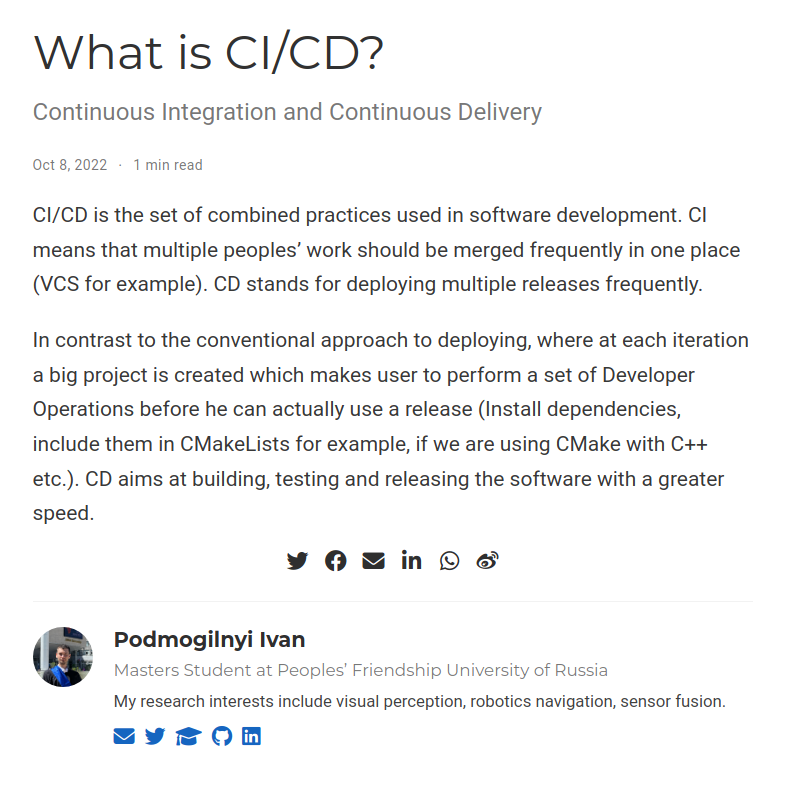 What is CI/CD?
Continuous Integration and Continuous Delivery
Oct 8, 2022 · 1 min read
CI/CD is the set of combined practices used in software development. CI
means that multiple peoples’ work should be merged frequently in one place
(VCS for example). CD stands for deploying multiple releases frequently.
In contrast to the conventional approach to deploying, where at each iteration
a big project is created which makes user to perform a set of Developer
Operations before he can actually use a release (Install dependencies,
include them in CMakeLists for example, if we are using CMake with C++
etc.). CD aims at building, testing and releasing the software with a greater
speed.
Podmogilnyi Ivan
Masters Student at Peoples’ Friendship University of Russia
My research interests include visual perception, robotics navigation, sensor fusion.